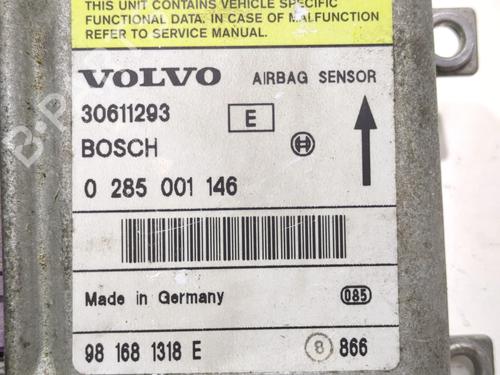 THIS UNIT CONTAINS VEHICLE SPECIFIC
FUNCTIONAL DATA. IN CASE OF MALFUNCTION
REFER TO SERVICE MANUAL.
VOLVO AIRBAG SENSOR
30611293 E
BOSCH
0 285 001 146
Made in Germany 085
98 168 1318 E 8 866